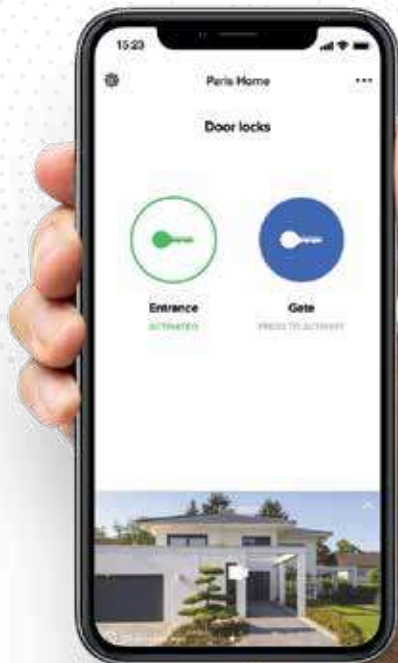 15:23
Paris Home
Door locks
Entrance
Gate
ACTIVATED
PRESS TO ACTIVATE